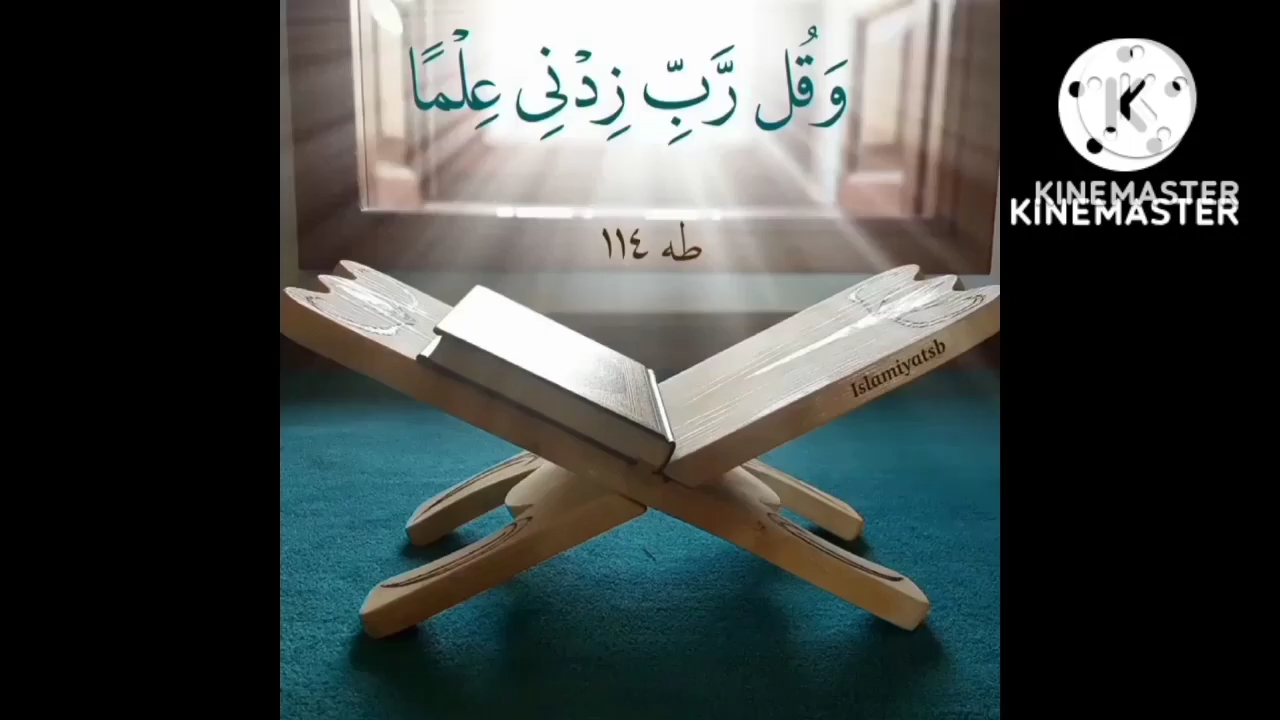 وَقُل رَّبِّ زِدْنِى عِلْمًا
طه ١١٤
Islamiyatsb
KINEMASTER
KINEMASTER